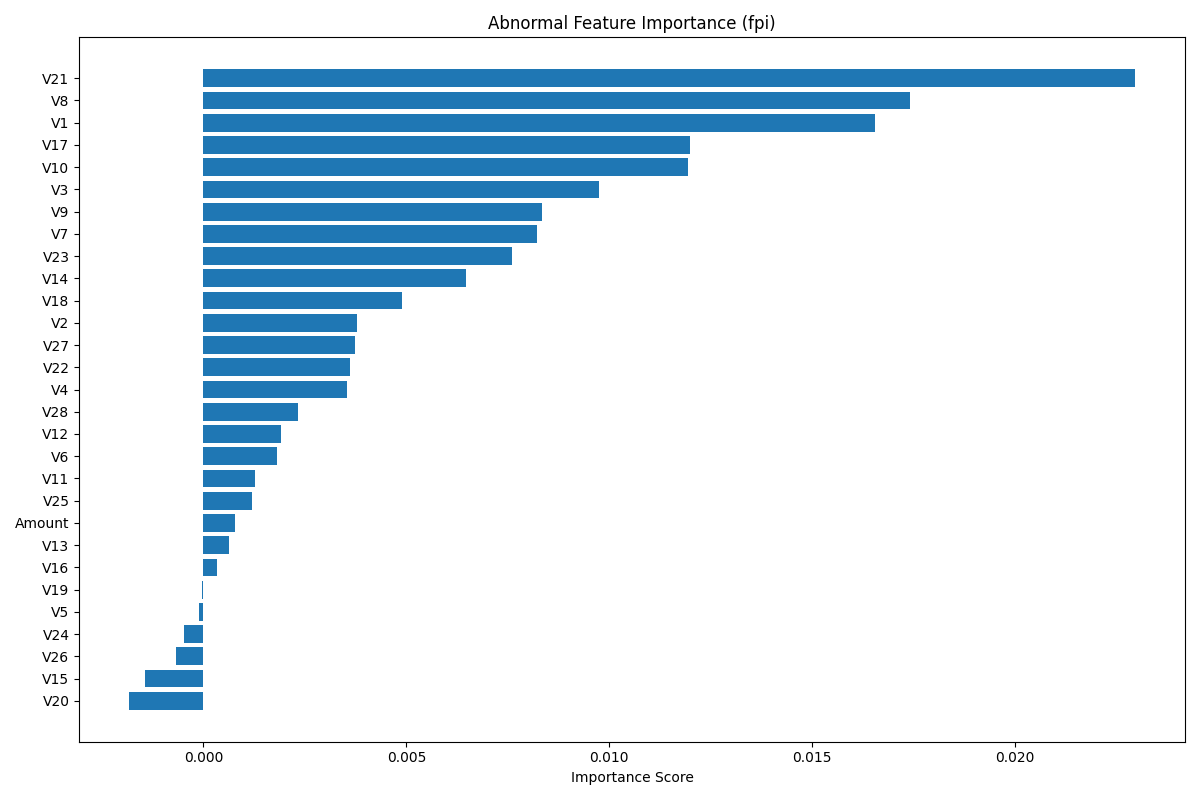 Abnormal Feature Importance (fpi)
V21
V8
V1
V17
V10
V3
V9
V7
V23
V14
V18
V2
V27
V22
V4
V28
V12
V6
V11
V25
Amount
V13
V16
V19
V5
V24
V26
V15
V20
0.000 0.005 0.010 0.015 0.020
Importance Score